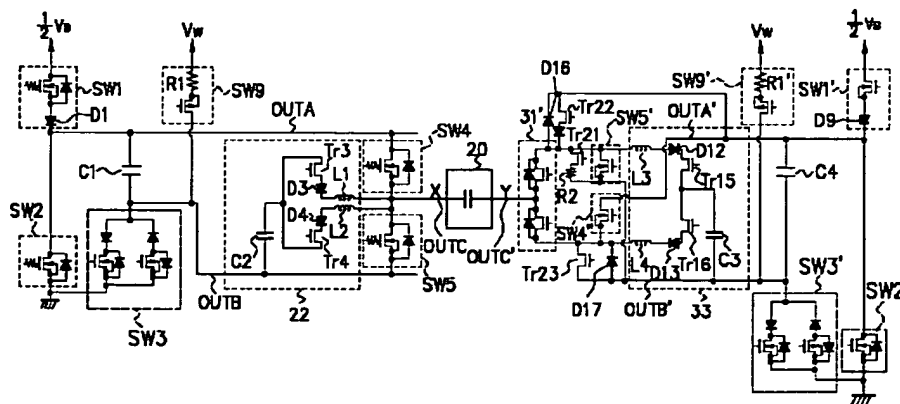 ½ VB
VW
VW
½ VB
SW1
D1
R1
SW9
OUTA
D16
Tr22
31'
Tr21
SW5'
OUTA'
SW9'
R1'
SW1'
D9
C1
Tr3
D3
L1
SW4
20
D12
L3
Tr15
C4
SW2
D4
L2
X
Y
R2
C2
Tr4
OUTC
OUTC'
SW4'
L4
D13
Tr16
C3
SW3'
SW3
OUTB
22
SW5
Tr23
D17
OUTB'
33
SW2